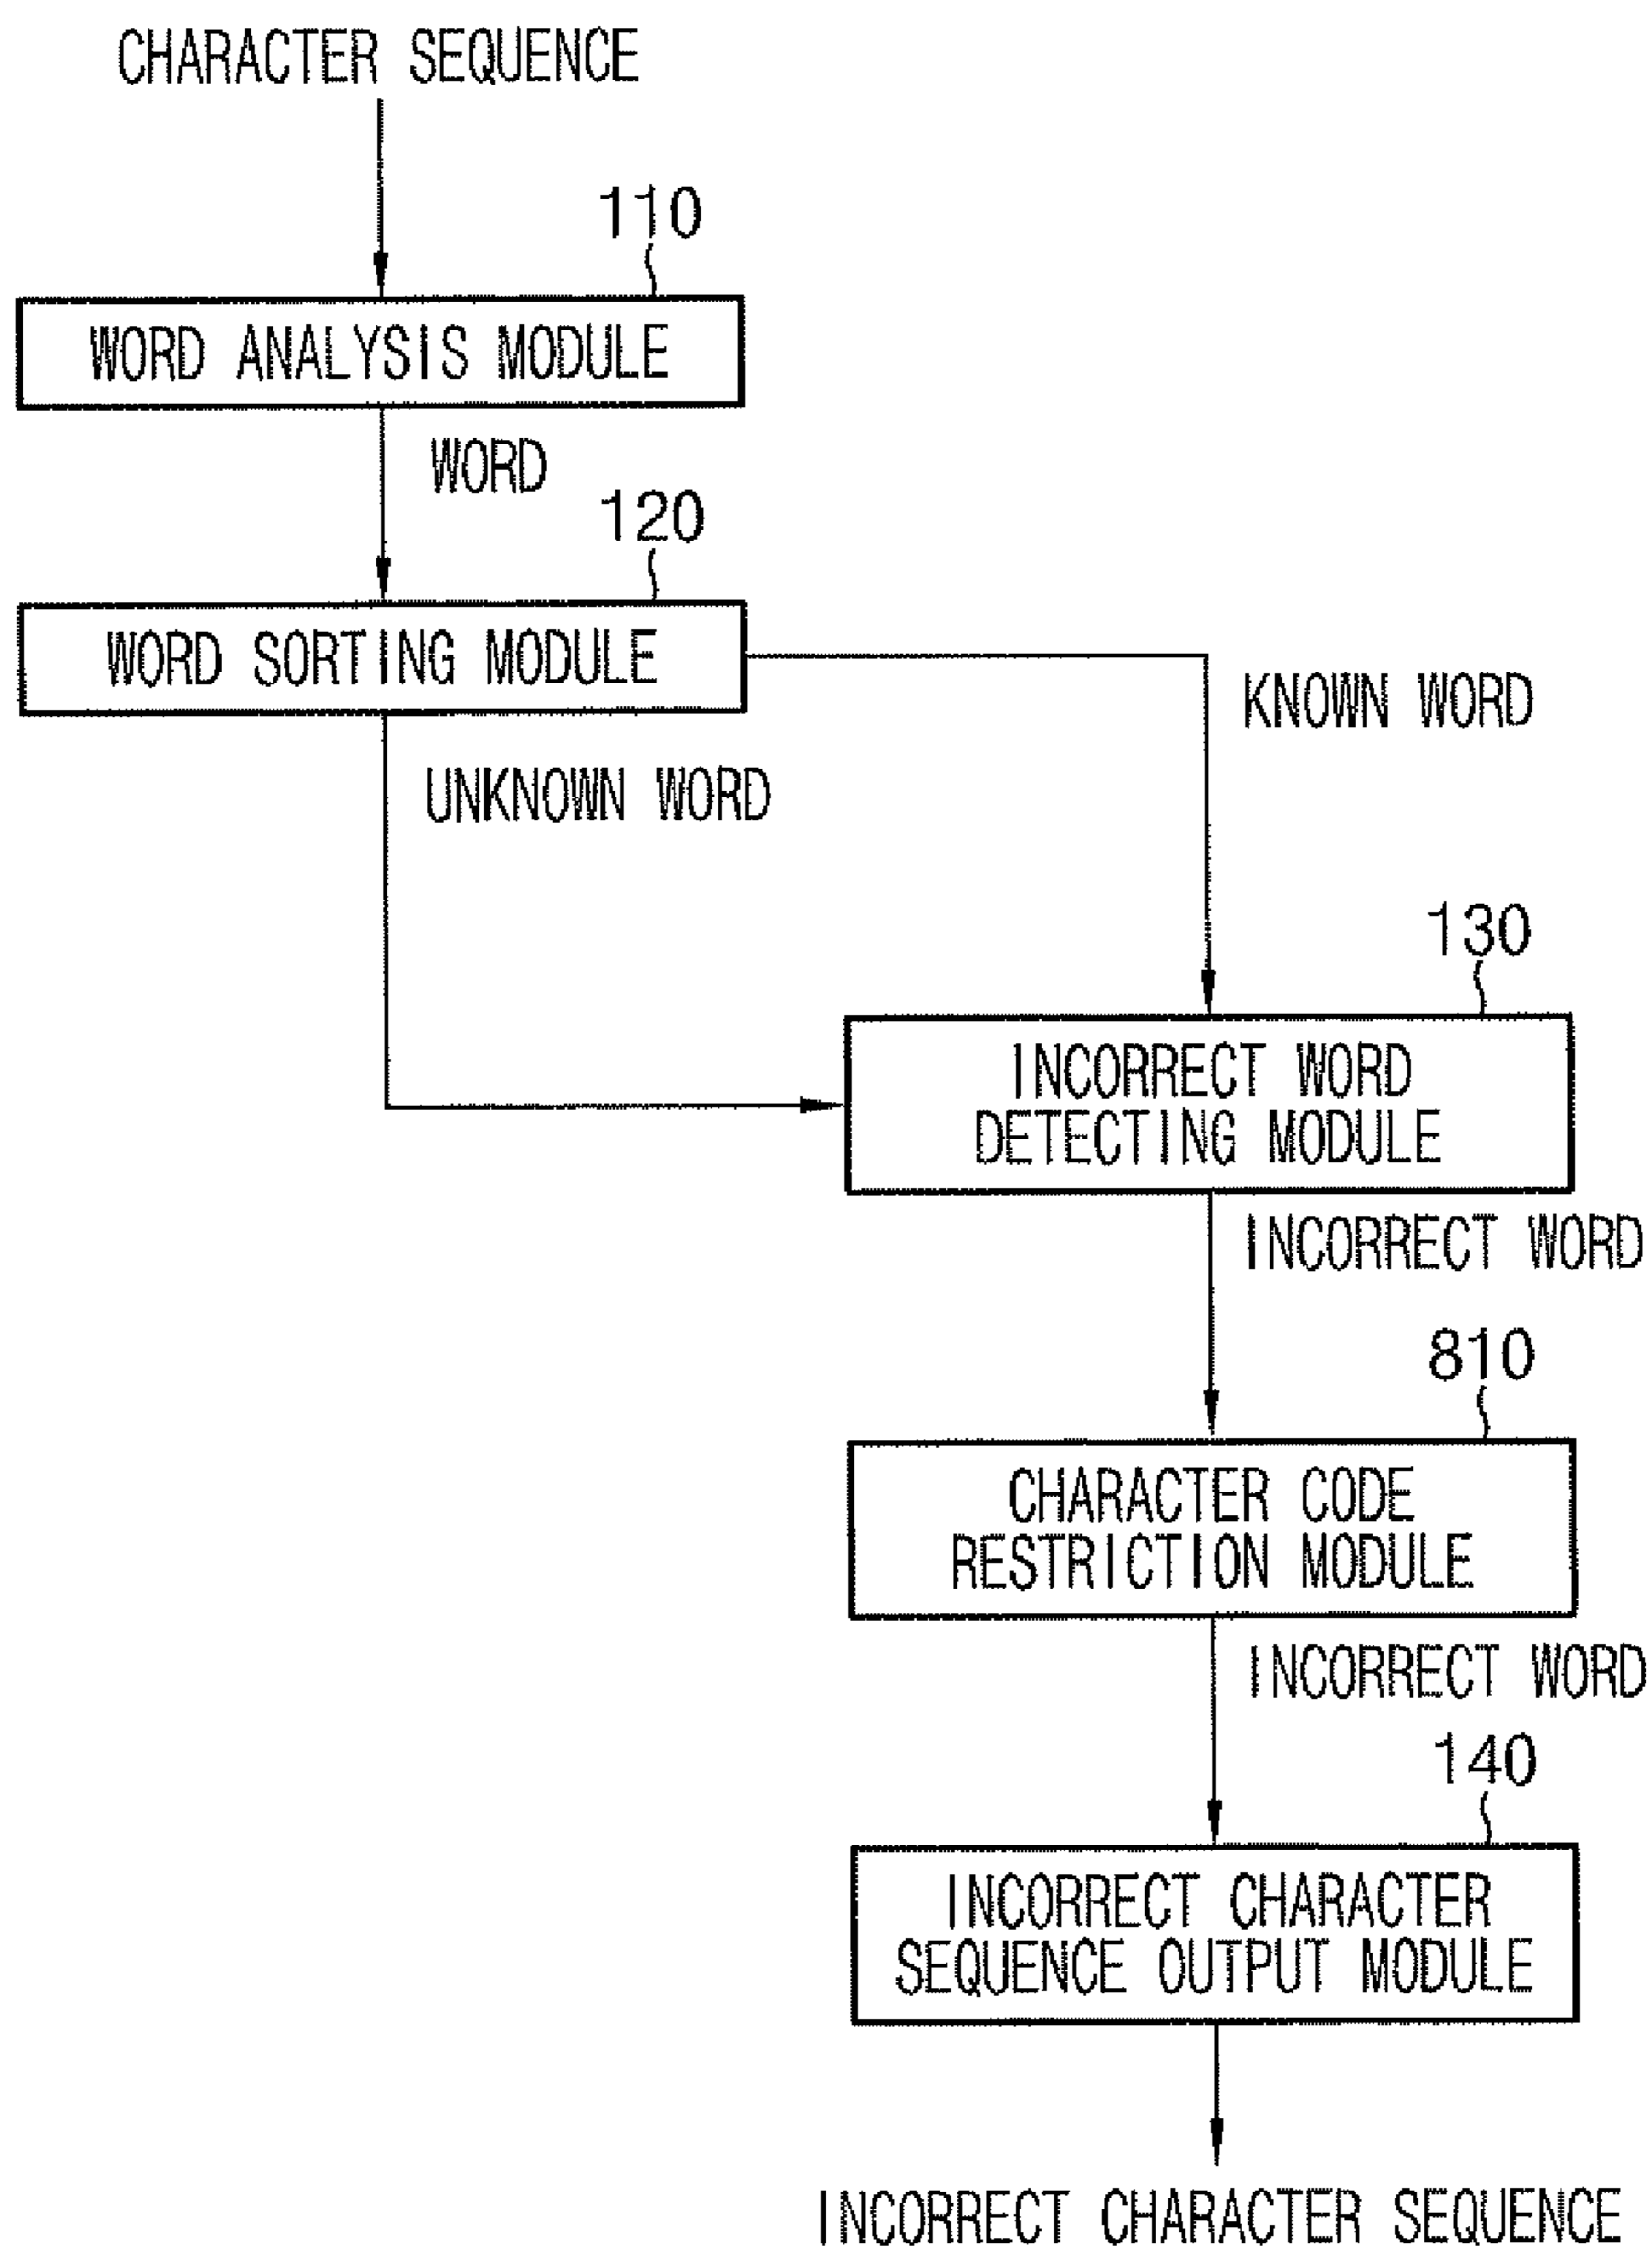 CHARACTER SEQUENCE
110
WORD ANALYSIS MODULE
WORD
120
WORD SORTING MODULE
KNOWN WORD
UNKNOWN WORD
130
INCORRECT WORD
DETECTING MODULE
INCORRECT WORD
810
CHARACTER CODE
RESTRICTION MODULE
INCORRECT WORD
140
INCORRECT CHARACTER
SEQUENCE OUTPUT MODULE
INCORRECT CHARACTER SEQUENCE